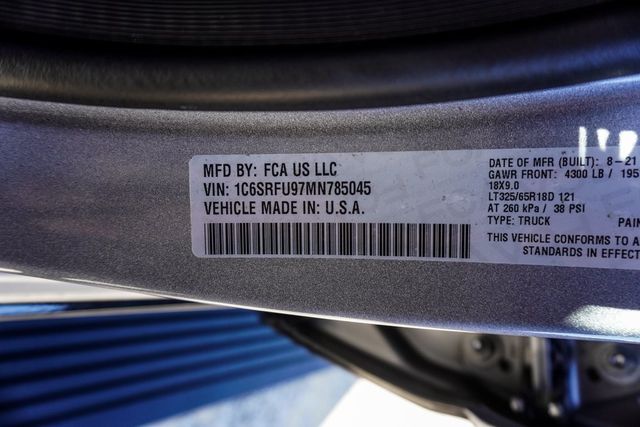 MFD BY: FCA US LLC
VIN: 1C6SRFU97MN785045
VEHICLE MADE IN: U.S.A.
DATE OF MFR (BUILT): 8-21
GAWR FRONT: 4300 LB / 195
18X9.0
LT325/65R18D 121
AT 260 kPa / 38 PSI
TYPE: TRUCK PAIN
THIS VEHICLE CONFORMS TO A
STANDARDS IN EFFECT